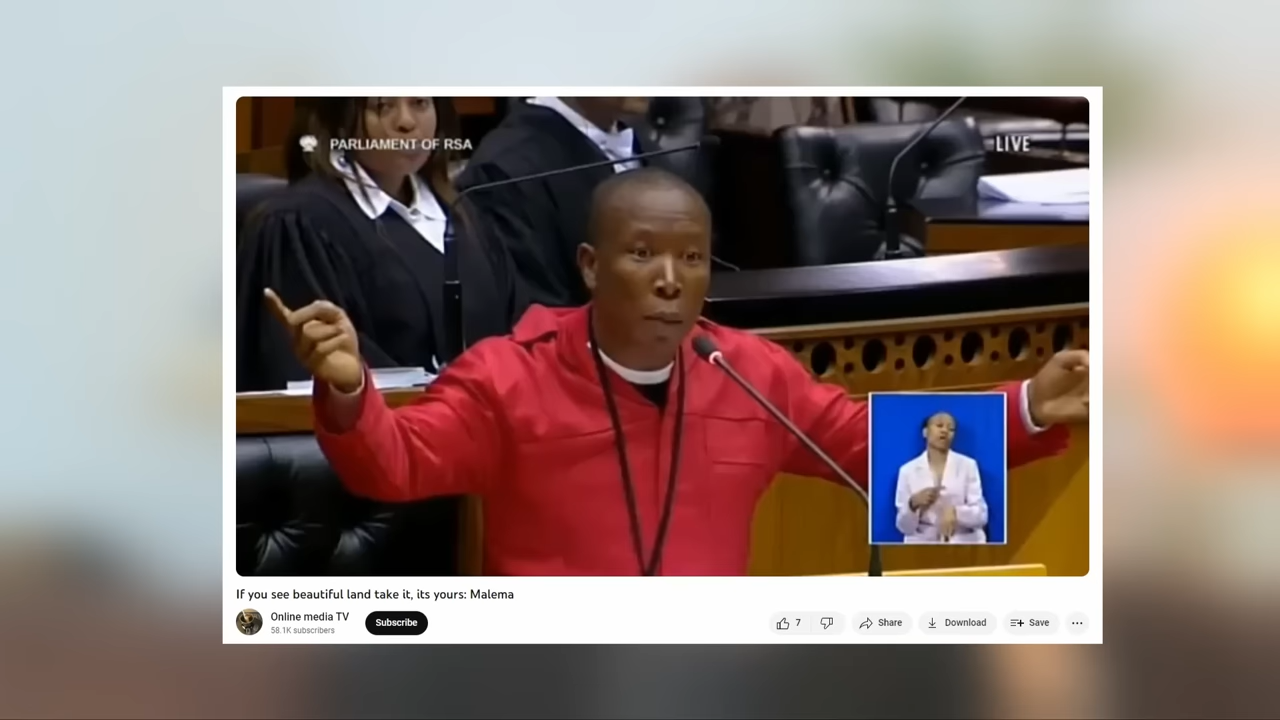 PARLIAMENT OF RSA
LIVE
If you see beautiful land take it, its yours: Malema
Online media TV
58.1K subscribers
Subscribe
7
Share
Download
Save